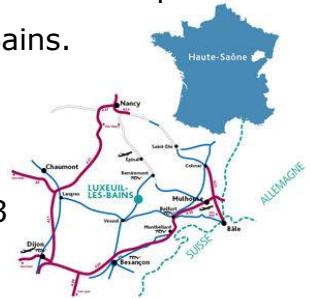 ains.
Haute-Saône
Nancy
Saint-Dié
Épinal
Chaumont
Colmar
Remiremont
Langres
LUXEUIL-
LES-BAINS
Mulhouse
ALLEMAGNE
3
Vesoul
Belfort
Montbéliard
Bâle
SUISSE
Dijon
Besançon